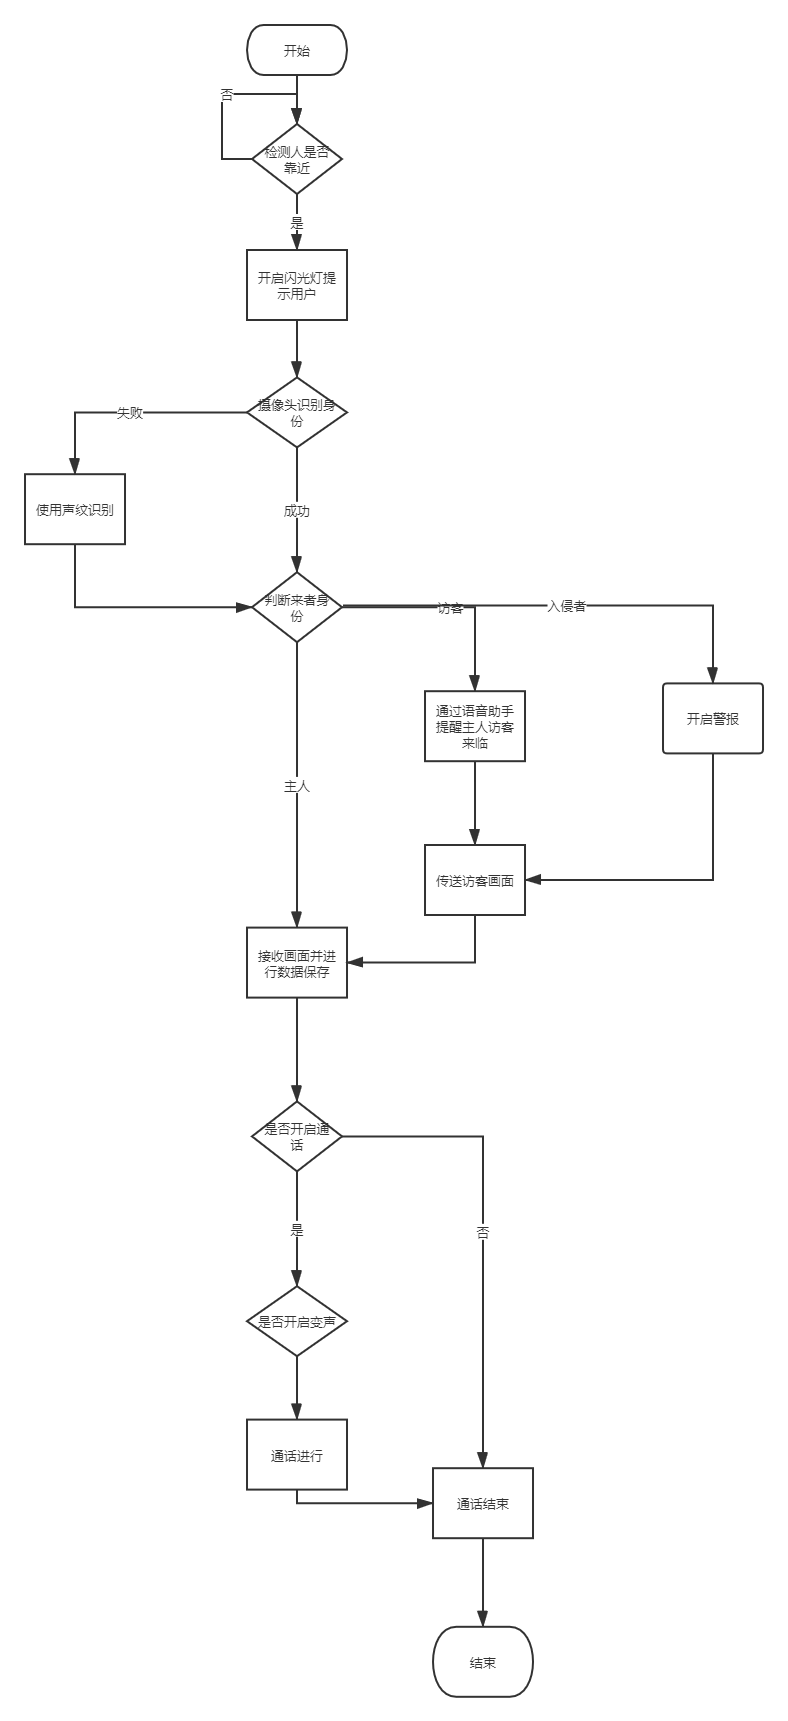 开始
否
检测人是否
靠近
是
开启闪光灯提
示用户
摄像头识别身
份
失败
使用声纹识别
成功
判断来者身
份
访客
入侵者
通过语音助手
提醒主人访客
来临
开启警报
主人
传送访客画面
接收画面并进
行数据保存
是否开启通
话
是
否
是否开启变声
通话进行
通话结束
结束